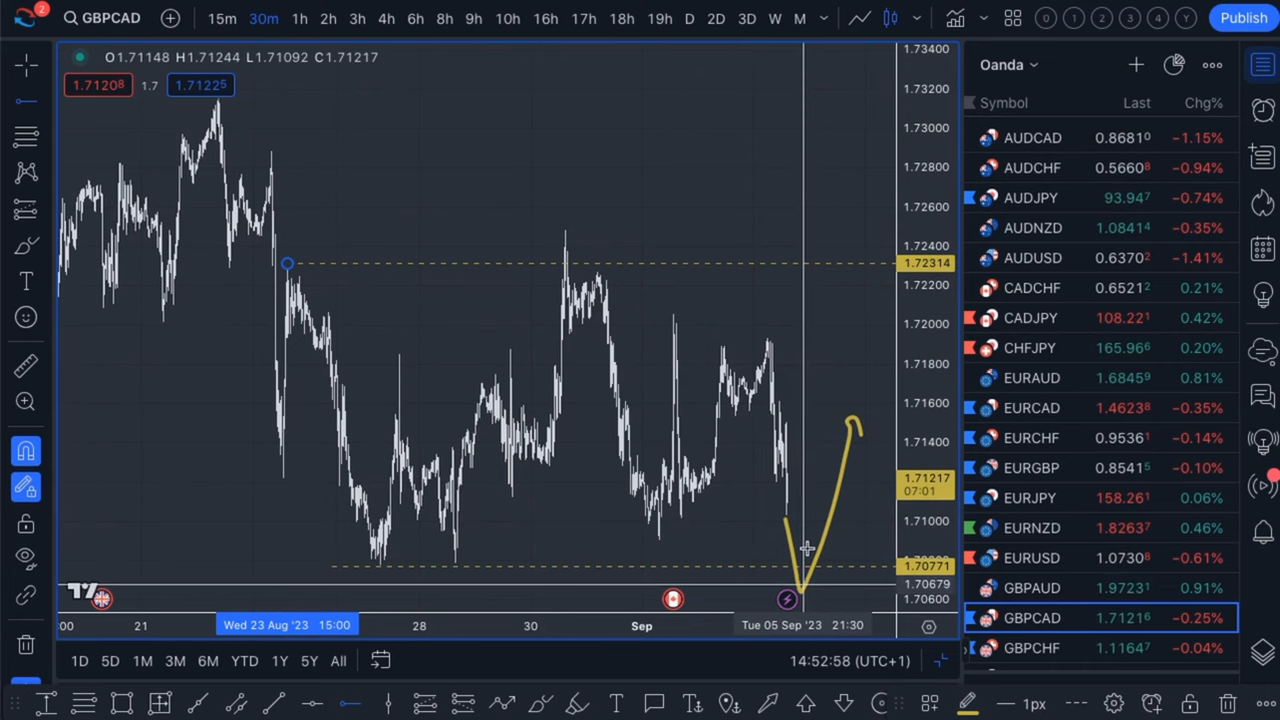 2
GBPCAD
15m 30m 1h 2h 3h 4h 6h 8h 9h 10h 16h 17h 18h 19h D 2D 3D W M
0 1 2 3 4 Y
Publish
O1.71148 H1.71244 L1.71092 C1.71217
1.71208 1.7 1.71225
1.73400
1.73200
1.73000
1.72800
1.72600
1.72400
1.72314
1.72200
1.72000
1.71800
1.71600
1.71400
1.71217
07:01
1.71000
1.70771
1.70679
1.70600
:00 21 Wed 23 Aug '23 15:00 28 30 Sep Tue 05 Sep '23 21:30
1D 5D 1M 3M 6M YTD 1Y 5Y All
14:52:58 (UTC+1)
1px
Oanda
Symbol Last Chg%
AUDCAD 0.86810 −1.15%
AUDCHF 0.56608 −0.94%
AUDJPY 93.947 −0.74%
AUDNZD 1.08414 −0.35%
AUDUSD 0.63702 −1.41%
CADCHF 0.65212 0.21%
CADJPY 108.221 0.42%
CHFJPY 165.966 0.20%
EURAUD 1.68459 0.81%
EURCAD 1.46238 −0.35%
EURCHF 0.95361 −0.14%
EURGBP 0.85415 −0.10%
EURJPY 158.261 0.06%
EURNZD 1.82637 0.46%
EURUSD 1.07308 −0.61%
GBPAUD 1.97231 0.91%
GBPCAD 1.71216 −0.25%
GBPCHF 1.11647 −0.04%